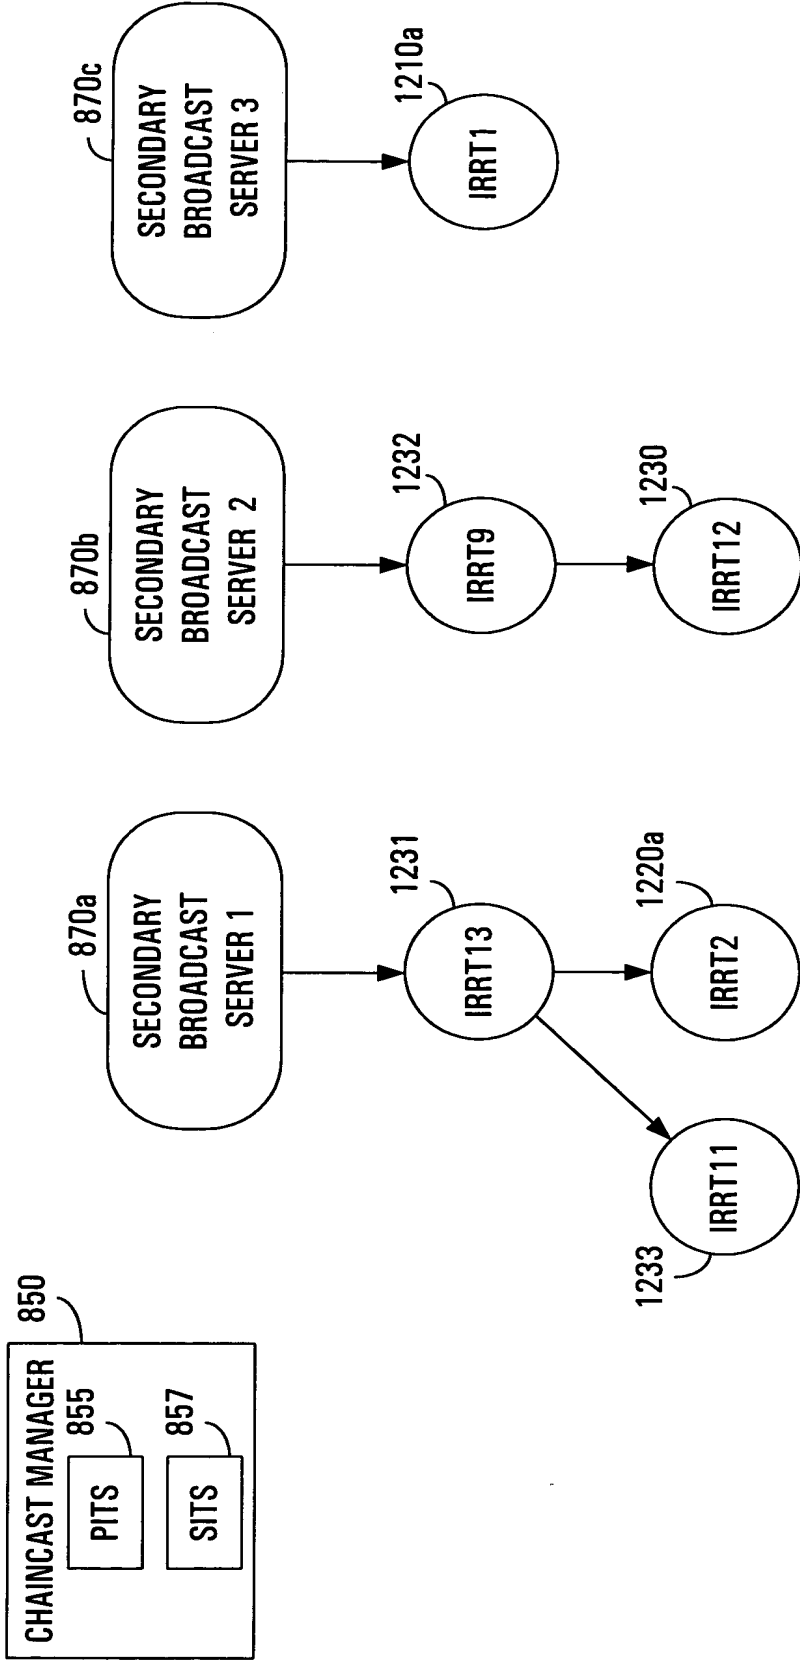 CHAINCAST MANAGER
850
PITS
855
SITS
857
870a
SECONDARY
BROADCAST
SERVER 1
870b
SECONDARY
BROADCAST
SERVER 2
870c
SECONDARY
BROADCAST
SERVER 3
1231
IRRT13
1232
IRRT9
1210a
IRRT1
1233
IRRT11
1220a
IRRT2
1230
IRRT12